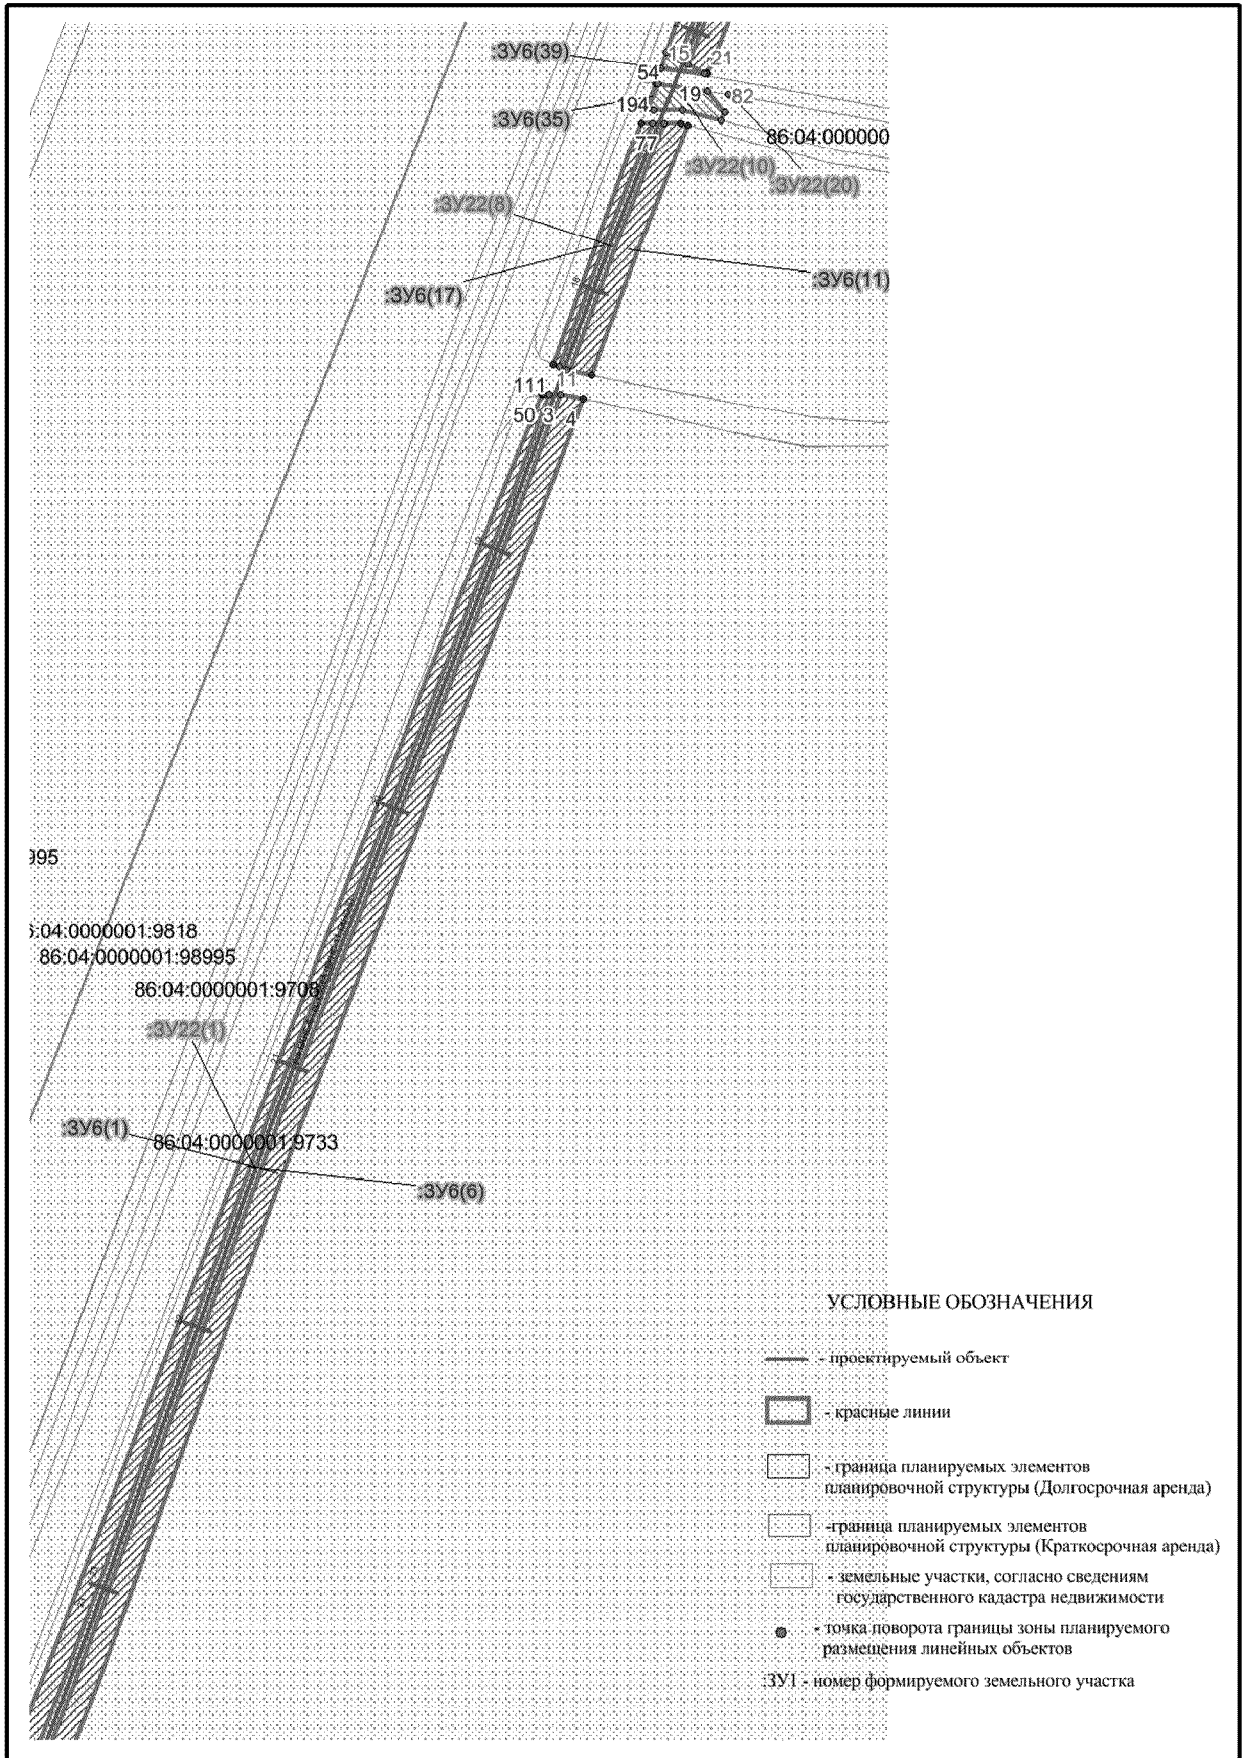 :ЗУ6(39)
15
21
54
:ЗУ6(35)
194
19
82
86:04:000000
77
:ЗУ22(10)
:ЗУ22(20)
:ЗУ22(8)
:ЗУ6(11)
:ЗУ6(17)
18
11
111
50
3
4
995
:04:0000001:9818
86:04:0000001:98995
86:04:0000001:9708
:ЗУ22(1)
:ЗУ6(1)
86:04:0000001:9733
:ЗУ6(6)
УСЛОВНЫЕ ОБОЗНАЧЕНИЯ
- проектируемый объект
- красные линии
- граница планируемых элементов
планировочной структуры (Долгосрочная аренда)
-граница планируемых элементов
планировочной структуры (Краткосрочная аренда)
- земельные участки, согласно сведениям
государственного кадастра недвижимости
- точка поворота границы зоны планируемого
размещения линейных объектов
:ЗУ1 - номер формируемого земельного участка